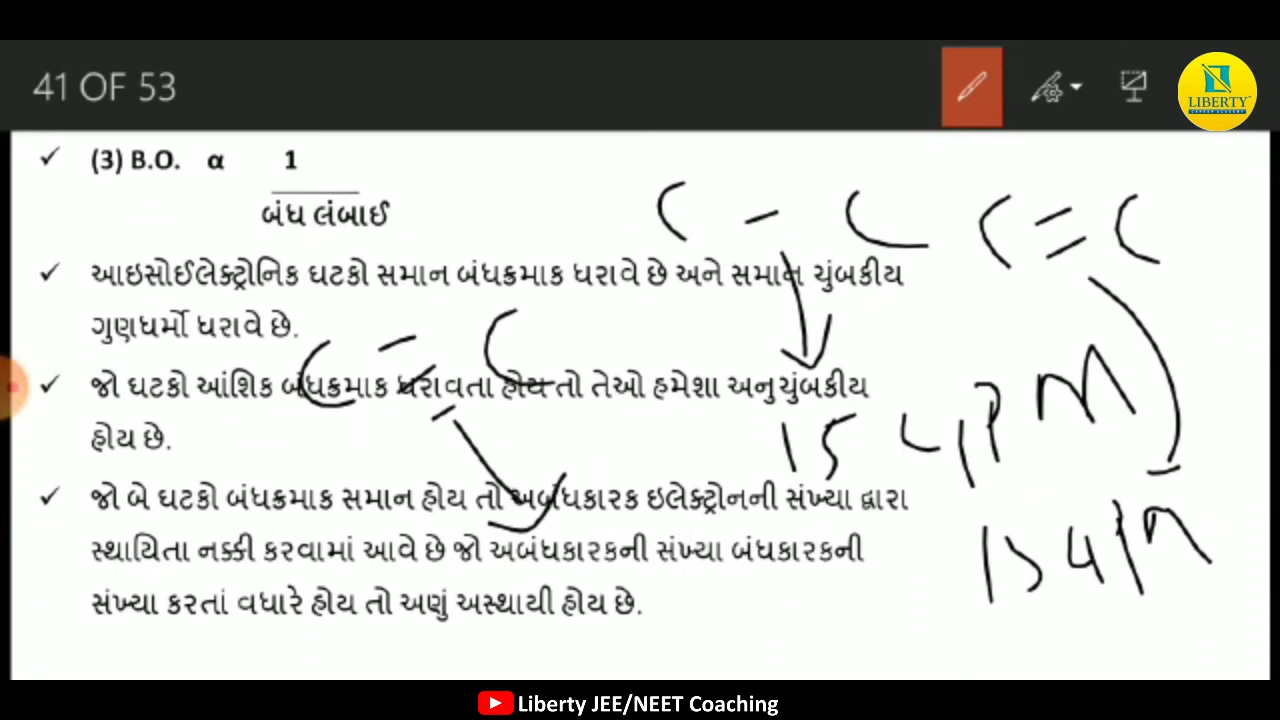 41 OF 53
LIBERTY
✓ (3) B.O. α 1
બંધ લંબાઈ
C - C C = C
✓ આઇસોઈલેક્ટ્રોનિક ઘટકો સમાન બંધક્રમાક ધરાવે છે અને સમાન ચુંબકીય
ગુણધર્મો ધરાવે છે.
✓ જો ઘટકો આંશિક બંધક્રમાક ધરાવતા હોય તો તેઓ હમેશા અનુચુંબકીય
હોય છે.
154 pm
✓ જો બે ઘટકો બંધક્રમાક સમાન હોય તો અબંધકારક ઇલેક્ટ્રોનની સંખ્યા દ્વારા
સ્થાયિતા નક્કી કરવામાં આવે છે જો અબંધકારકની સંખ્યા બંધકારકની
સંખ્યા કરતાં વધારે હોય તો અણું અસ્થાયી હોય છે.
Liberty JEE/NEET Coaching